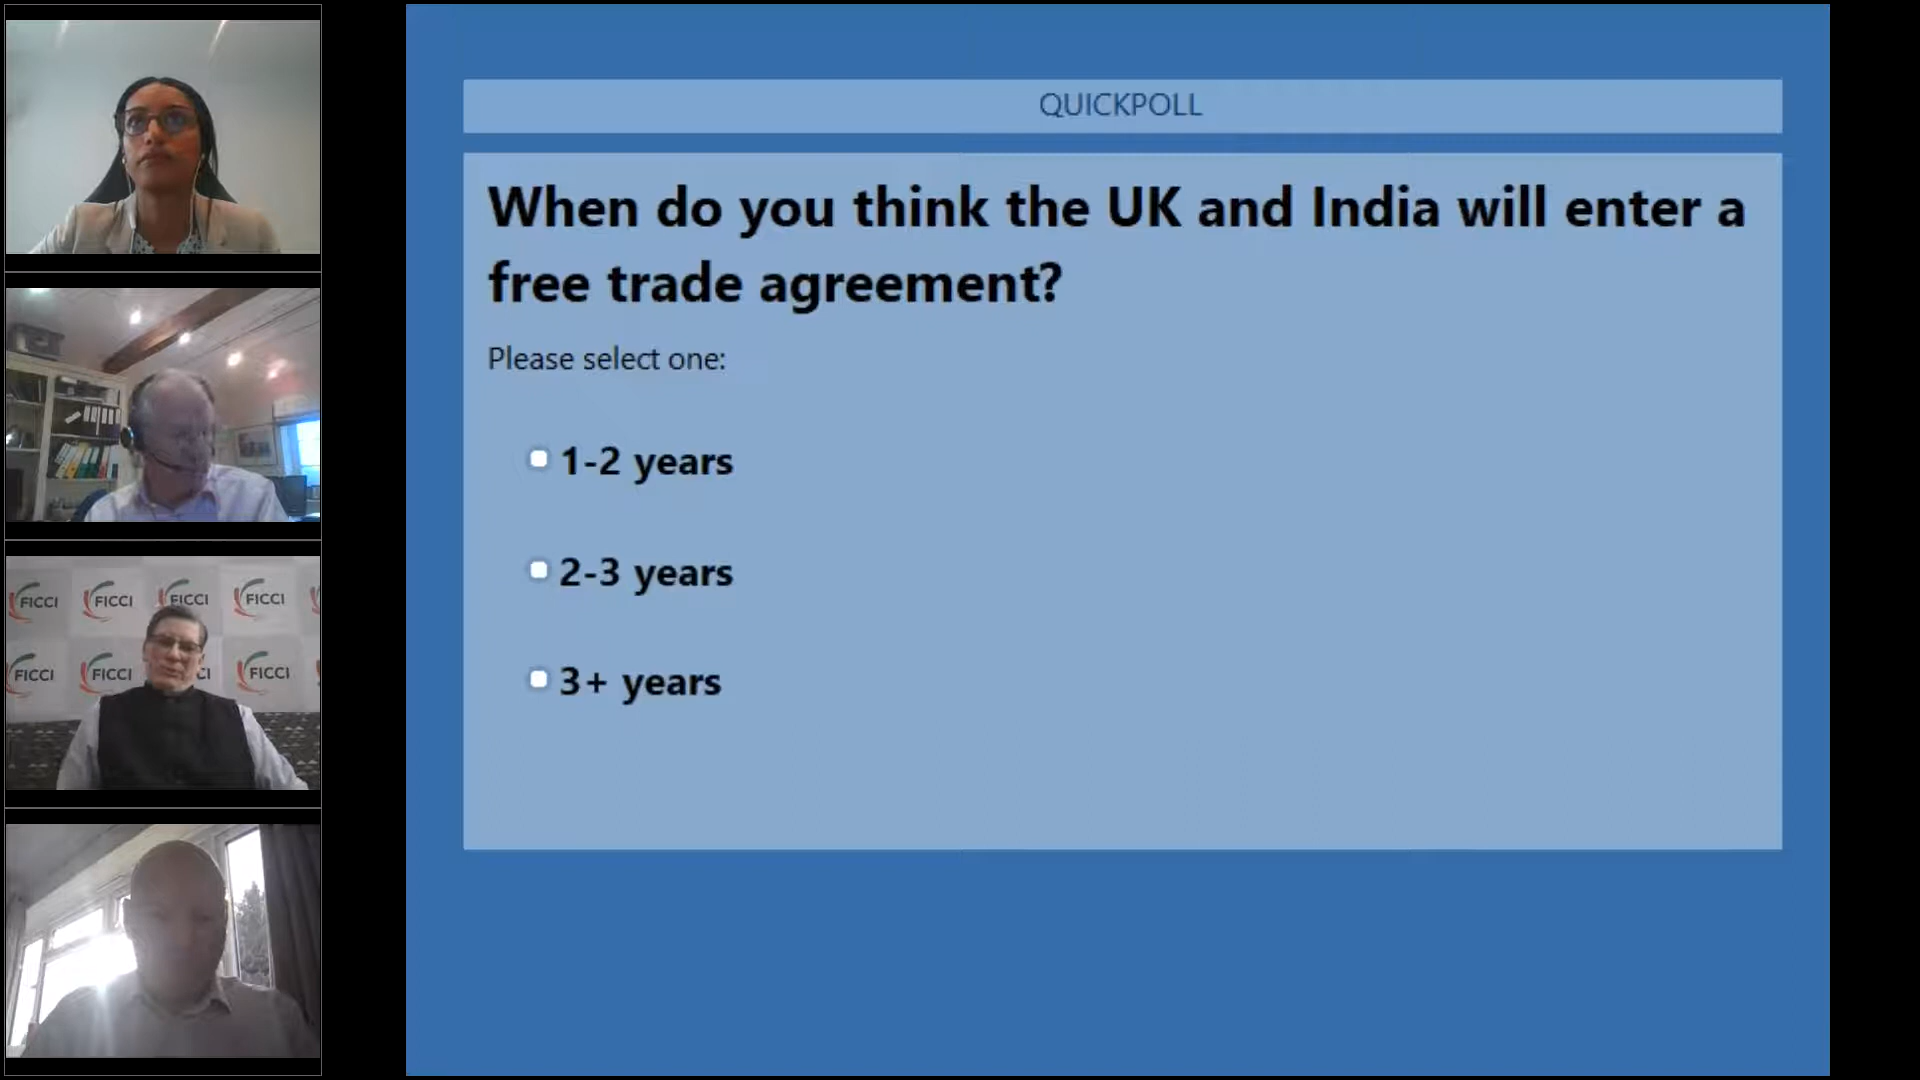 QUICKPOLL
When do you think the UK and India will enter a
free trade agreement?
Please select one:
1-2 years
2-3 years
3+ years
FICCI FICCI FICCI FICCI
FICCI FICCI CI FICCI